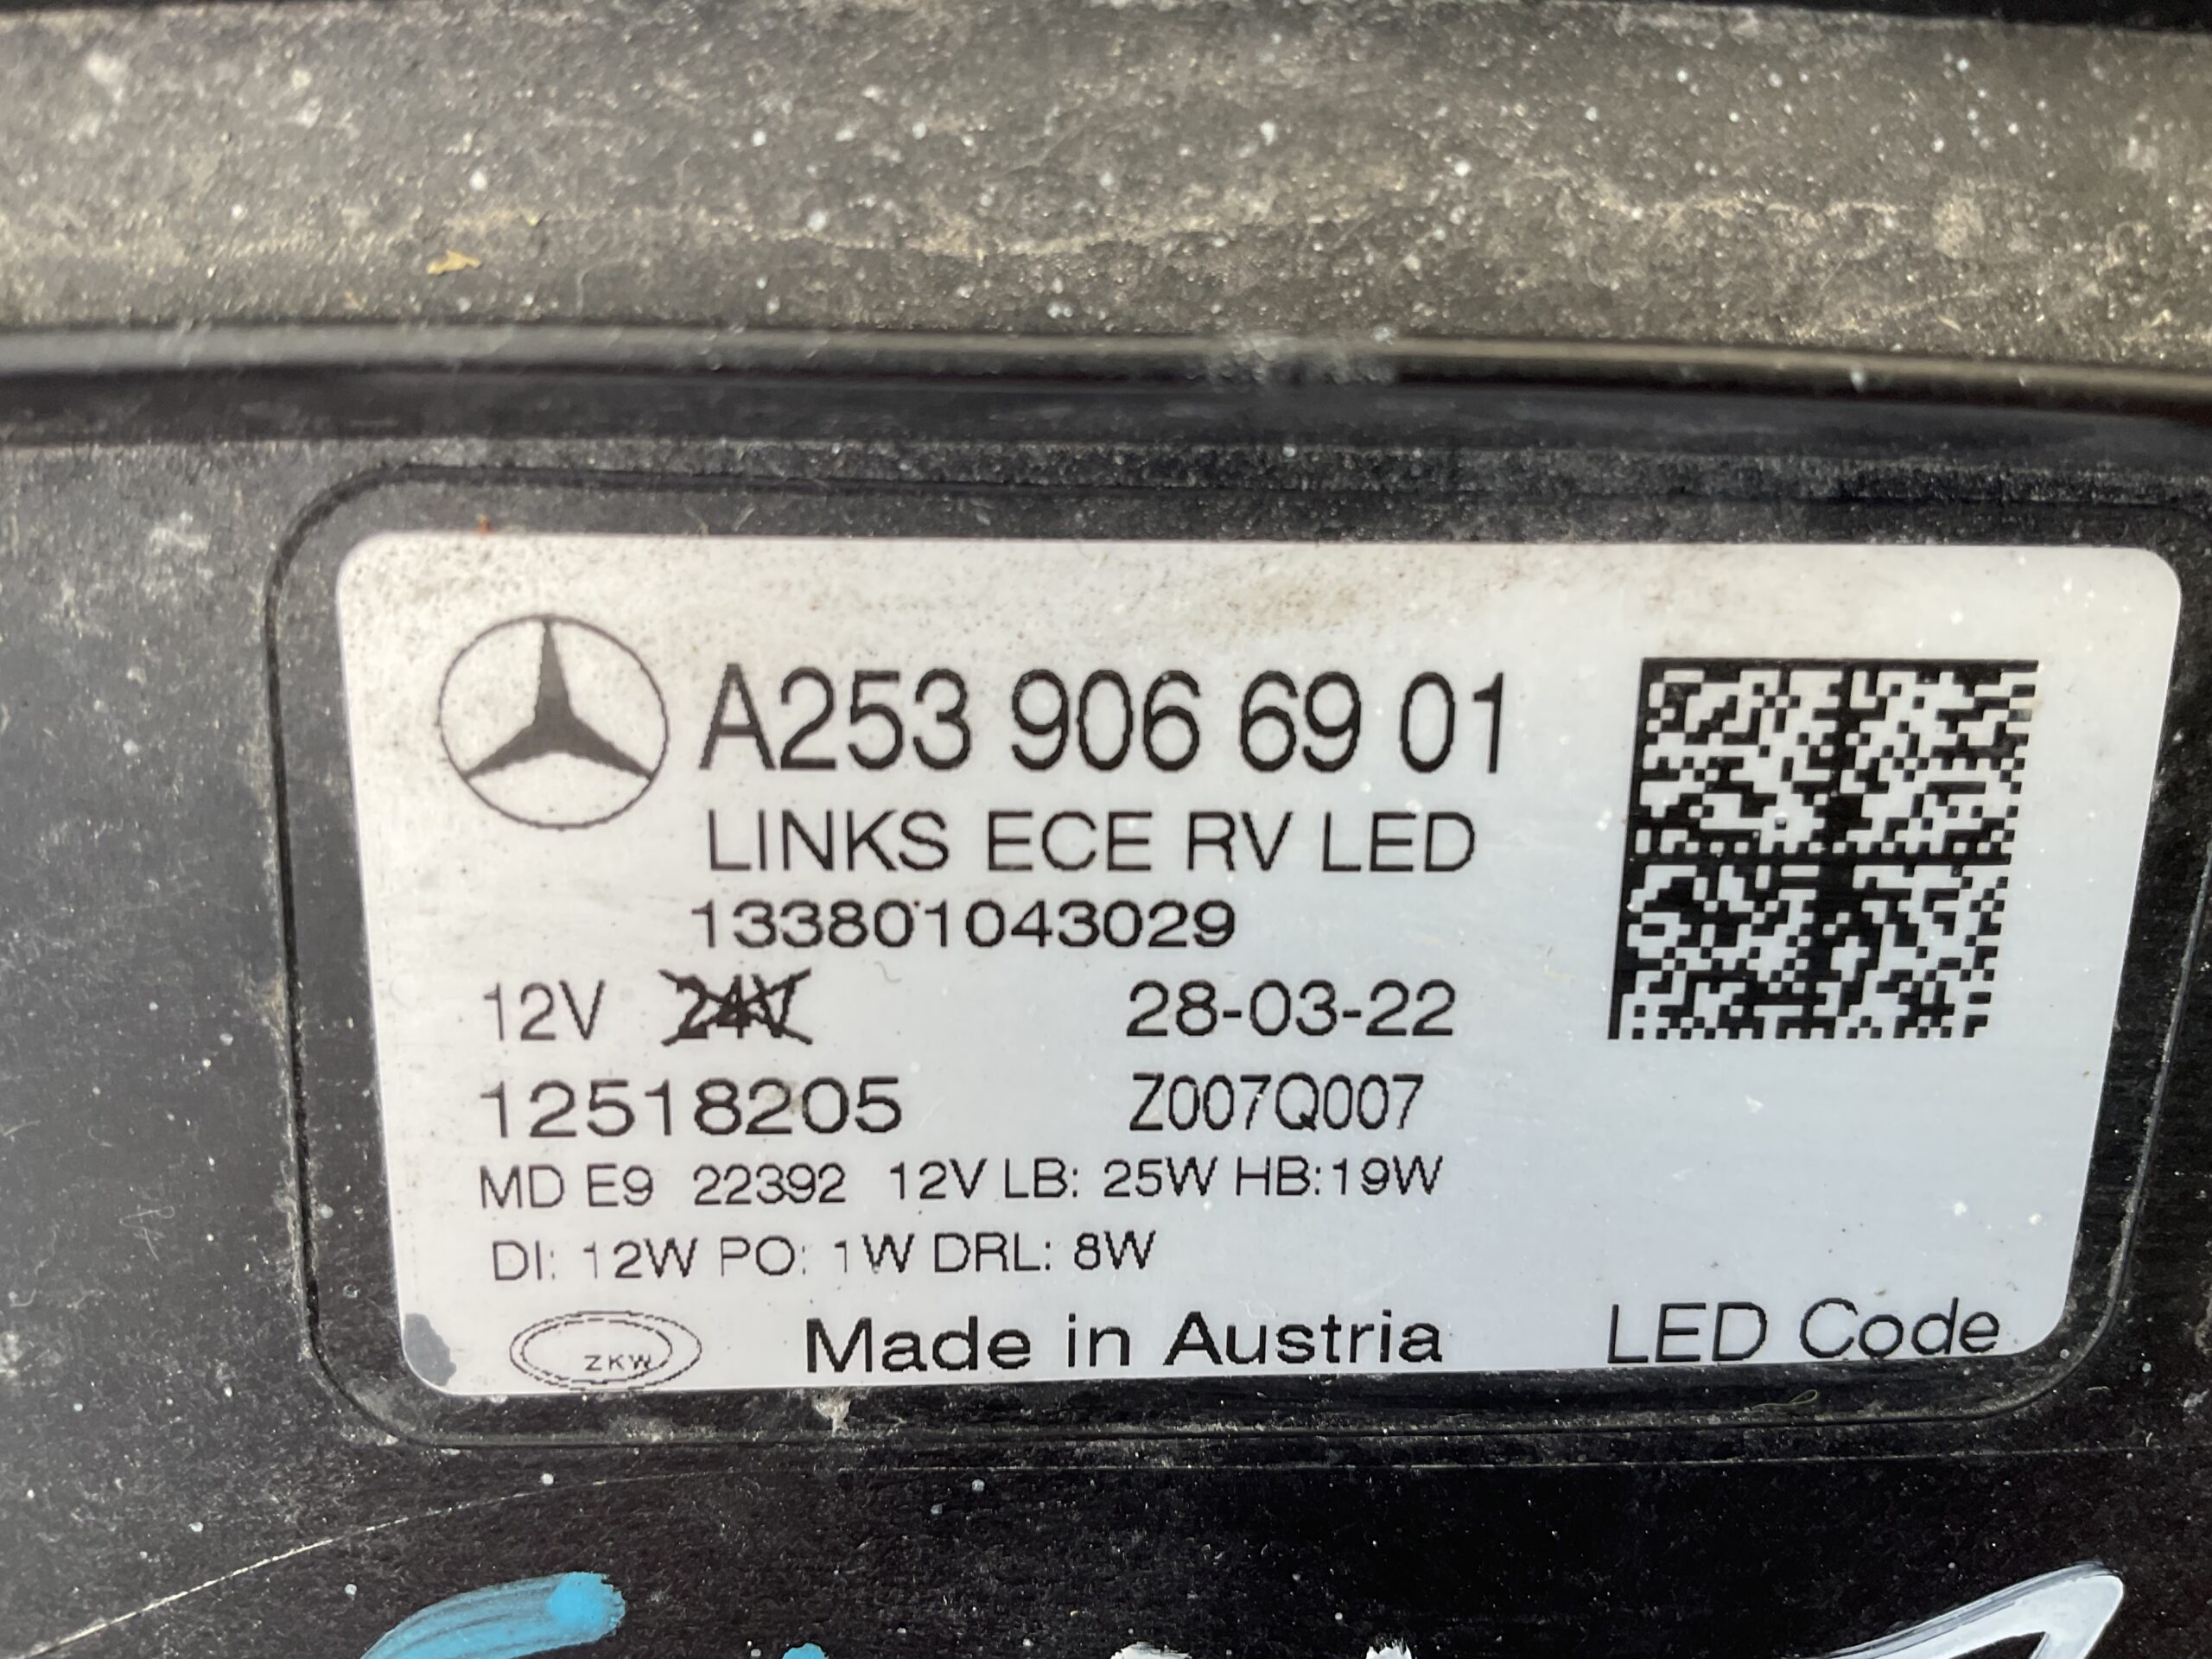 A253 906 69 01
LINKS ECE RV LED
133801043029
12V 24V 28-03-22
12518205 Z007Q007
MD E9 22392 12V LB: 25W HB:19W
DI: 12W PO: 1W DRL: 8W
ZKW Made in Austria LED Code